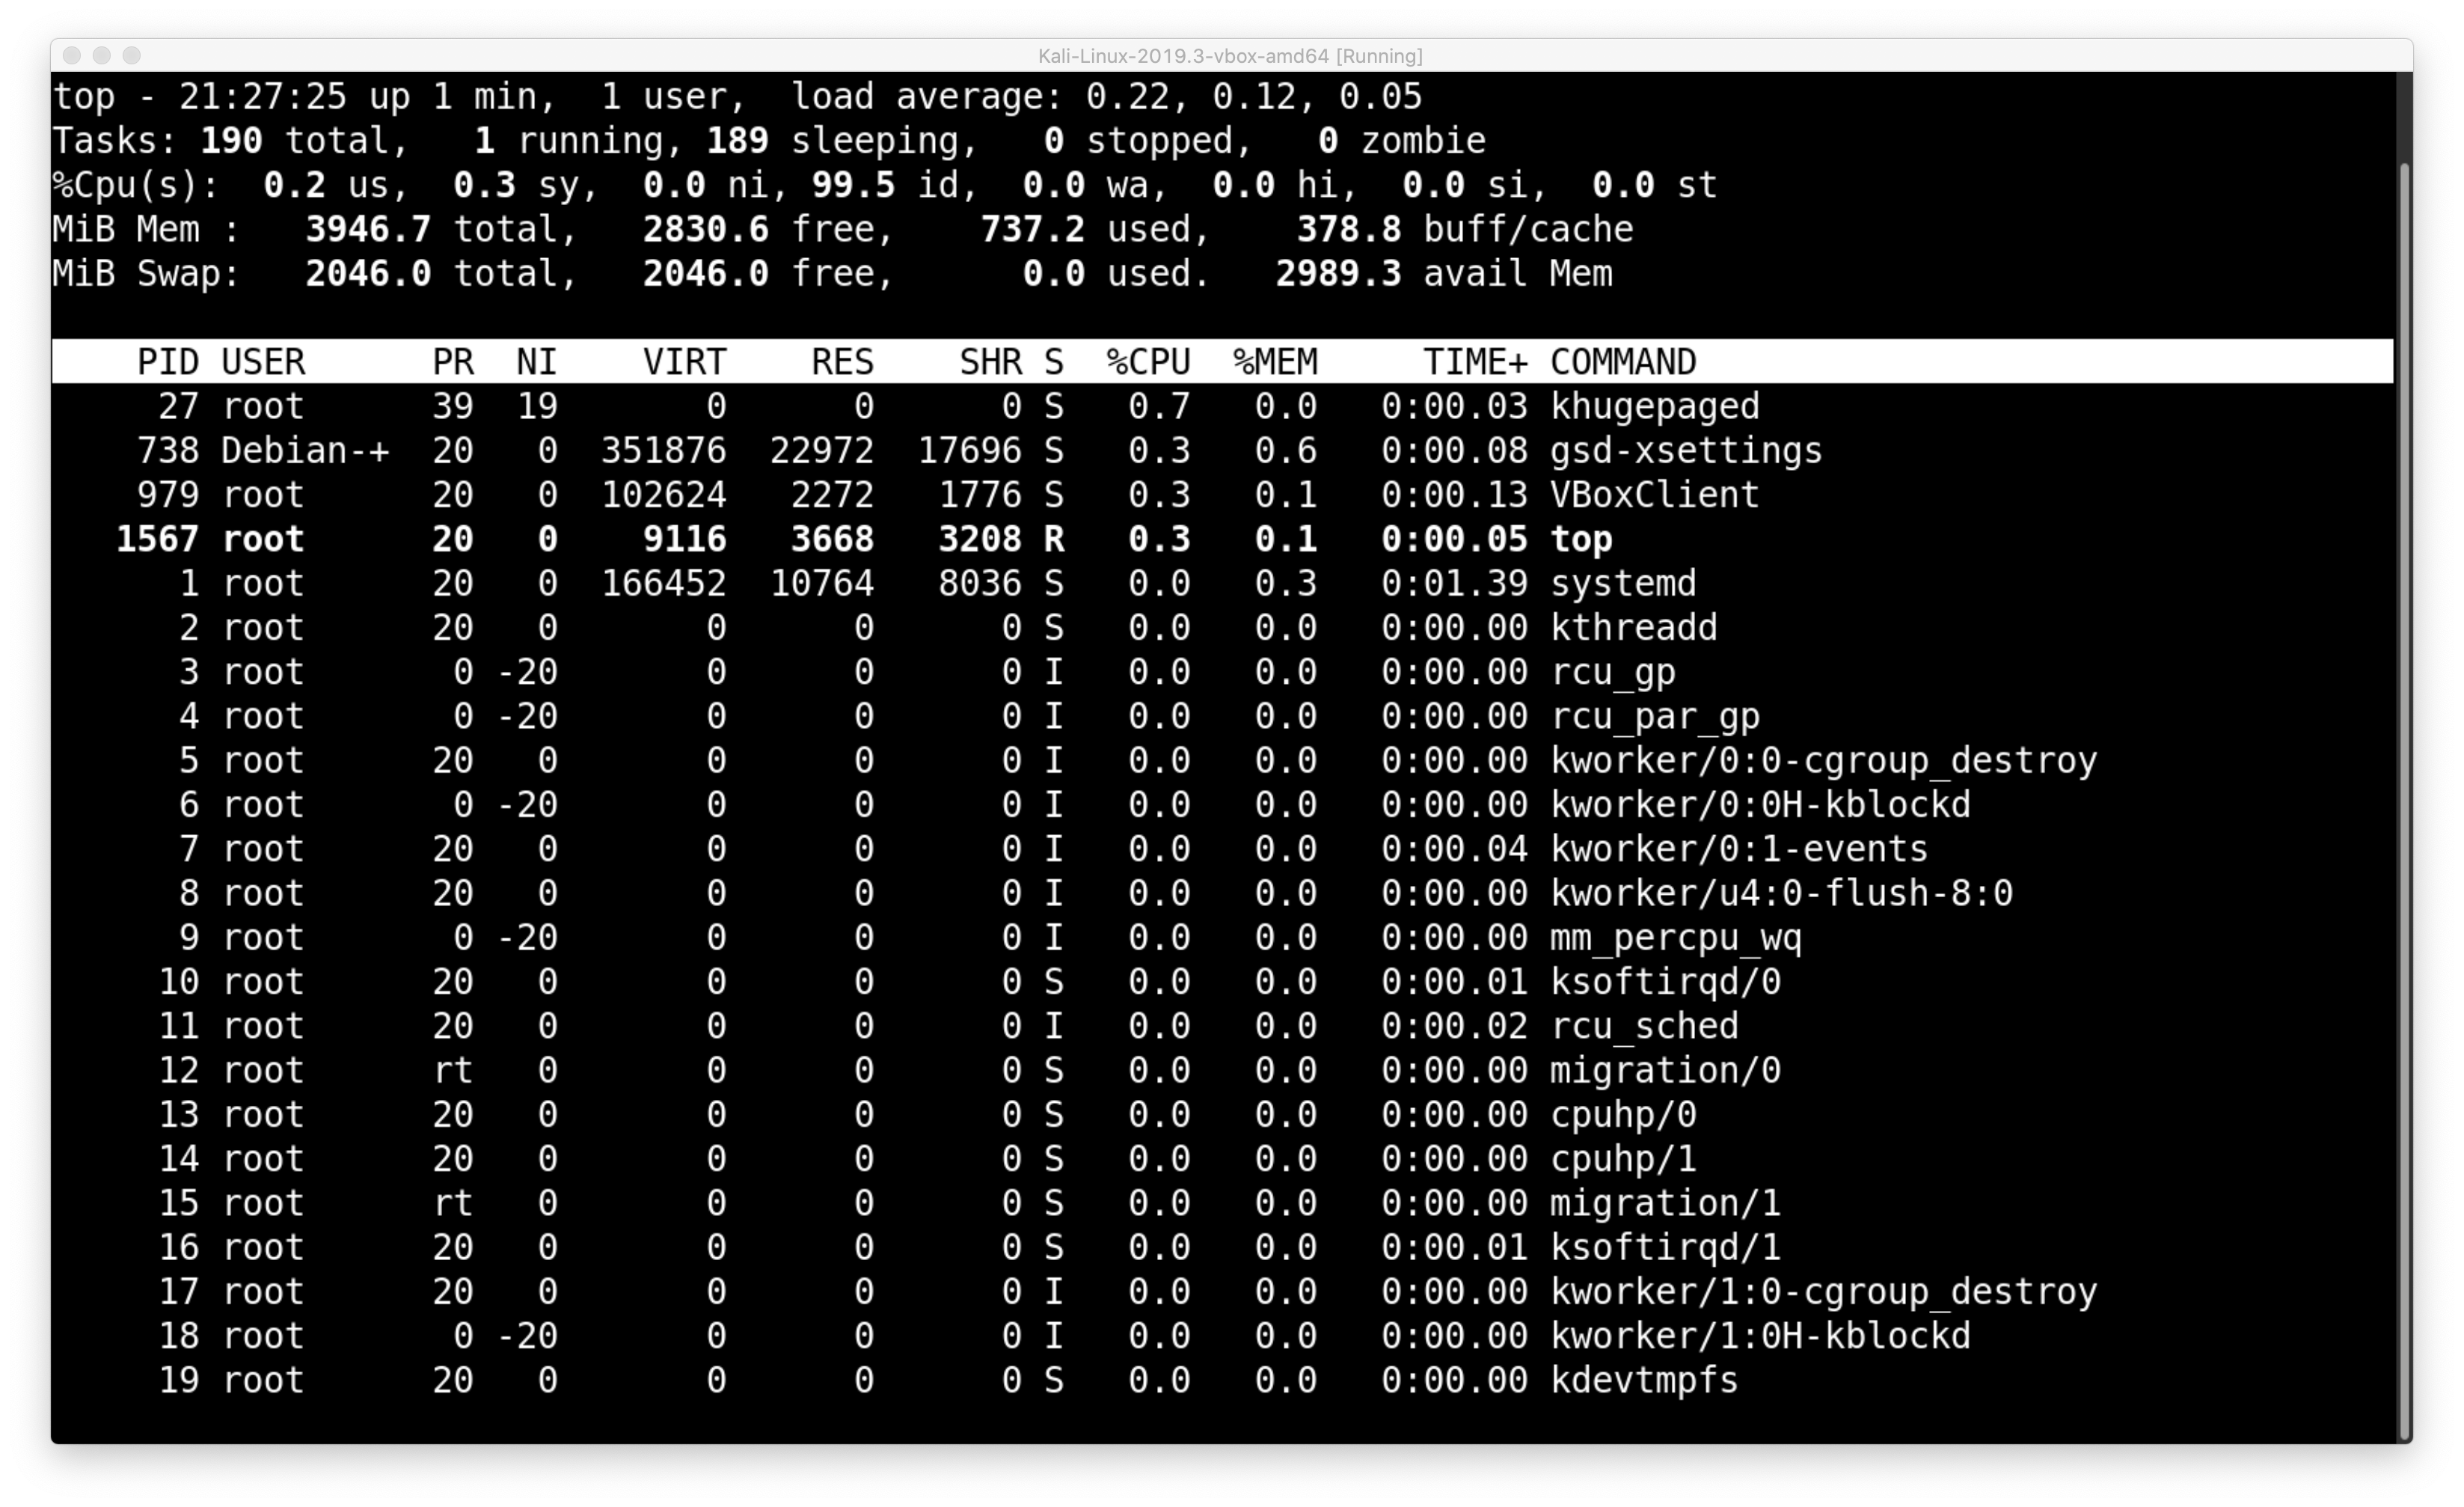 Kali-Linux-2019.3-vbox-amd64 [Running]
top - 21:27:25 up 1 min,  1 user,  load average: 0.22, 0.12, 0.05
Tasks: 190 total,   1 running, 189 sleeping,   0 stopped,   0 zombie
%Cpu(s):  0.2 us,  0.3 sy,  0.0 ni, 99.5 id,  0.0 wa,  0.0 hi,  0.0 si,  0.0 st
MiB Mem :   3946.7 total,   2830.6 free,    737.2 used,    378.8 buff/cache
MiB Swap:   2046.0 total,   2046.0 free,      0.0 used.   2989.3 avail Mem
PID USER      PR  NI    VIRT    RES    SHR S  %CPU  %MEM     TIME+ COMMAND
27 root      39  19       0      0      0 S   0.7   0.0   0:00.03 khugepaged
738 Debian-+  20   0  351876  22972  17696 S   0.3   0.6   0:00.08 gsd-xsettings
979 root      20   0  102624   2272   1776 S   0.3   0.1   0:00.13 VBoxClient
1567 root      20   0    9116   3668   3208 R   0.3   0.1   0:00.05 top
1 root      20   0  166452  10764   8036 S   0.0   0.3   0:01.39 systemd
2 root      20   0       0      0      0 S   0.0   0.0   0:00.00 kthreadd
3 root       0 -20       0      0      0 I   0.0   0.0   0:00.00 rcu_gp
4 root       0 -20       0      0      0 I   0.0   0.0   0:00.00 rcu_par_gp
5 root      20   0       0      0      0 I   0.0   0.0   0:00.00 kworker/0:0-cgroup_destroy
6 root       0 -20       0      0      0 I   0.0   0.0   0:00.00 kworker/0:0H-kblockd
7 root      20   0       0      0      0 I   0.0   0.0   0:00.04 kworker/0:1-events
8 root      20   0       0      0      0 I   0.0   0.0   0:00.00 kworker/u4:0-flush-8:0
9 root       0 -20       0      0      0 I   0.0   0.0   0:00.00 mm_percpu_wq
10 root      20   0       0      0      0 S   0.0   0.0   0:00.01 ksoftirqd/0
11 root      20   0       0      0      0 I   0.0   0.0   0:00.02 rcu_sched
12 root      rt   0       0      0      0 S   0.0   0.0   0:00.00 migration/0
13 root      20   0       0      0      0 S   0.0   0.0   0:00.00 cpuhp/0
14 root      20   0       0      0      0 S   0.0   0.0   0:00.00 cpuhp/1
15 root      rt   0       0      0      0 S   0.0   0.0   0:00.00 migration/1
16 root      20   0       0      0      0 S   0.0   0.0   0:00.01 ksoftirqd/1
17 root      20   0       0      0      0 I   0.0   0.0   0:00.00 kworker/1:0-cgroup_destroy
18 root       0 -20       0      0      0 I   0.0   0.0   0:00.00 kworker/1:0H-kblockd
19 root      20   0       0      0      0 S   0.0   0.0   0:00.00 kdevtmpfs